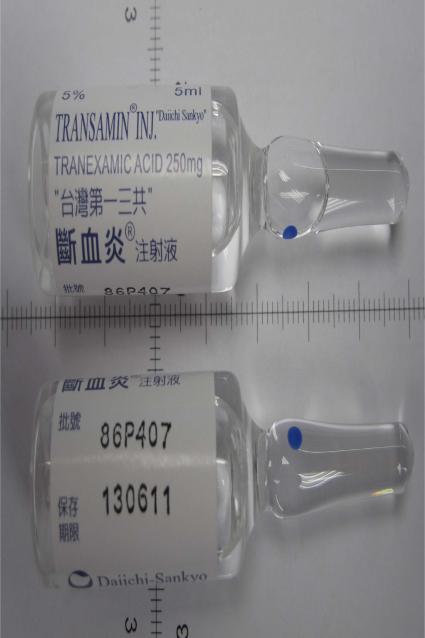 5% 5ml
TRANSAMIN® INJ. "Daiichi Sankyo"
TRANEXAMIC ACID 250mg
"台灣第一三共"
斷血炎® 注射液
批號 86P407
斷血炎 注射液
批號 86P407
保存期限 130611
Daiichi-Sankyo
3
3
3